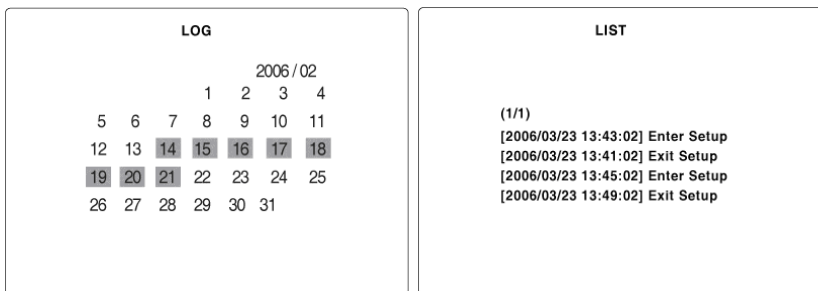 LOG
2006 / 02
1 2 3 4
5 6 7 8 9 10 11
12 13 14 15 16 17 18
19 20 21 22 23 24 25
26 27 28 29 30 31
LIST
(1/1)
[2006/03/23 13:43:02] Enter Setup
[2006/03/23 13:41:02] Exit Setup
[2006/03/23 13:45:02] Enter Setup
[2006/03/23 13:49:02] Exit Setup